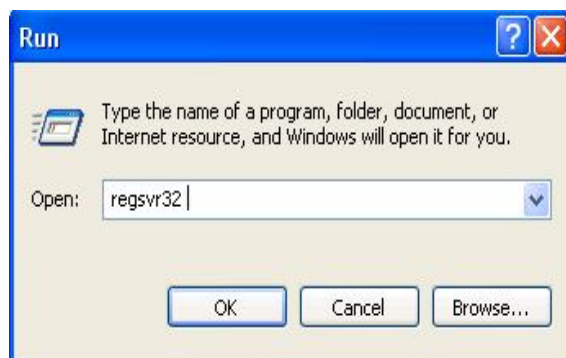 Run
Type the name of a program, folder, document, or
Internet resource, and Windows will open it for you.
Open: regsvr32
OK Cancel Browse...